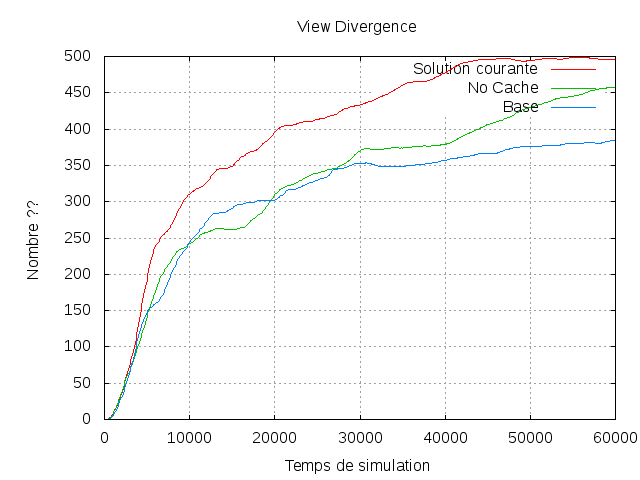 View Divergence
500
450
400
350
300
250
200
150
100
50
0
Nombre ??
Solution courante
No Cache
Base
0 10000 20000 30000 40000 50000 60000
Temps de simulation